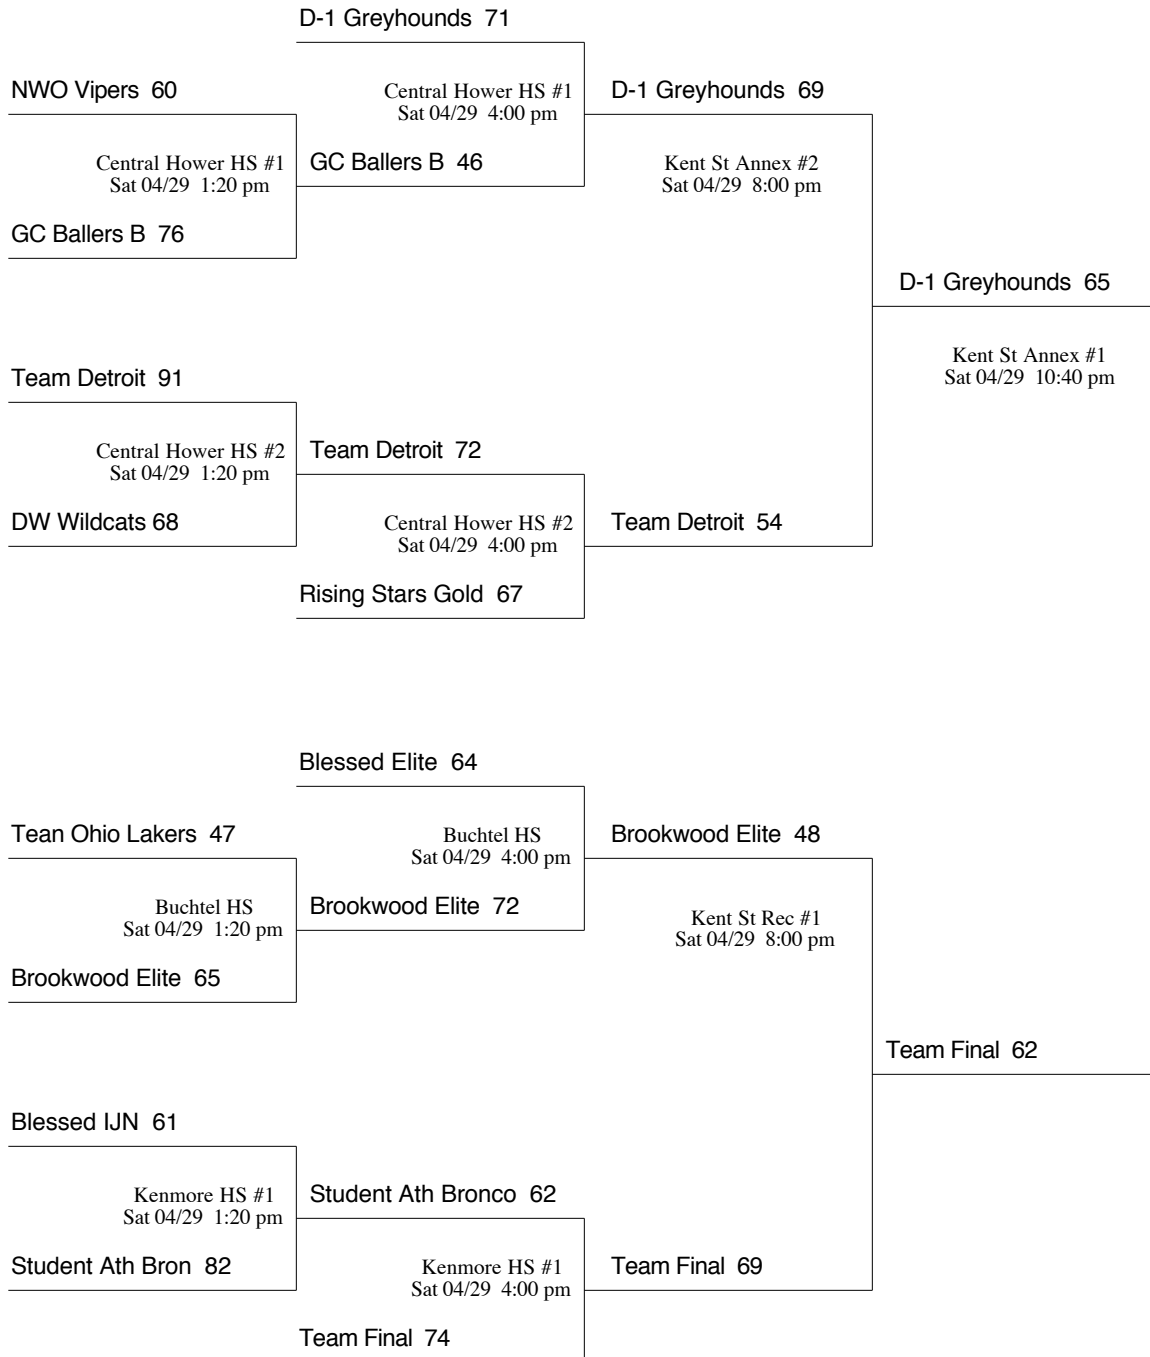 D-1 Greyhounds 71
NWO Vipers 60
Central Hower HS #1
Sat 04/29 4:00 pm
D-1 Greyhounds 69
Central Hower HS #1
Sat 04/29 1:20 pm
GC Ballers B 46
Kent St Annex #2
Sat 04/29 8:00 pm
GC Ballers B 76
D-1 Greyhounds 65
Kent St Annex #1
Sat 04/29 10:40 pm
Team Detroit 91
Central Hower HS #2
Sat 04/29 1:20 pm
Team Detroit 72
DW Wildcats 68
Central Hower HS #2
Sat 04/29 4:00 pm
Team Detroit 54
Rising Stars Gold 67
Blessed Elite 64
Tean Ohio Lakers 47
Buchtel HS
Sat 04/29 4:00 pm
Brookwood Elite 48
Buchtel HS
Sat 04/29 1:20 pm
Brookwood Elite 72
Kent St Rec #1
Sat 04/29 8:00 pm
Brookwood Elite 65
Team Final 62
Blessed IJN 61
Kenmore HS #1
Sat 04/29 1:20 pm
Student Ath Bronco 62
Student Ath Bron 82
Kenmore HS #1
Sat 04/29 4:00 pm
Team Final 69
Team Final 74